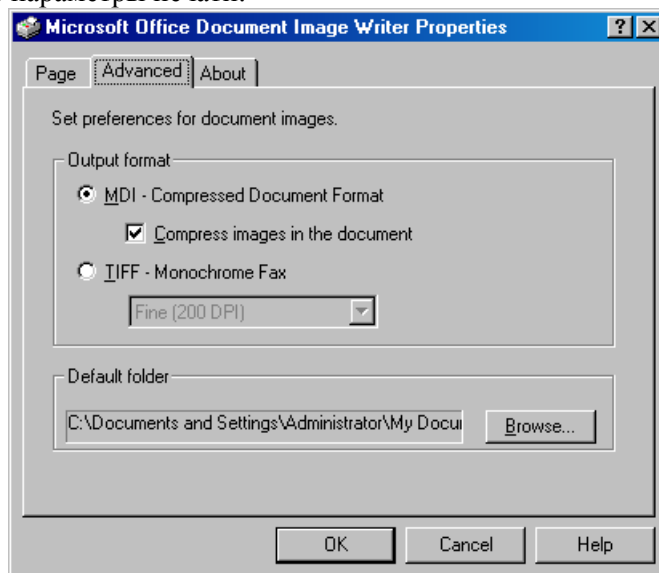 параметры печати.
Microsoft Office Document Image Writer Properties
Page Advanced About
Set preferences for document images.
Output format
MDI - Compressed Document Format
Compress images in the document
TIFF - Monochrome Fax
Fine (200 DPI)
Default folder
C:\Documents and Settings\Administrator\My Docu
Browse...
OK Cancel Help